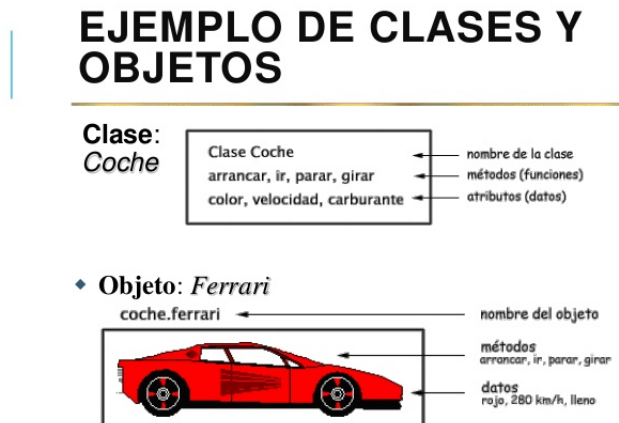 EJEMPLO DE CLASES Y
OBJETOS
Clase:
Coche
Clase Coche
arrancar, ir, parar, girar
color, velocidad, carburante
nombre de la clase
métodos (funciones)
atributos (datos)
Objeto: Ferrari
coche.ferrari
nombre del objeto
métodos
arrancar, ir, parar, girar
datos
rojo, 280 km/h, lleno